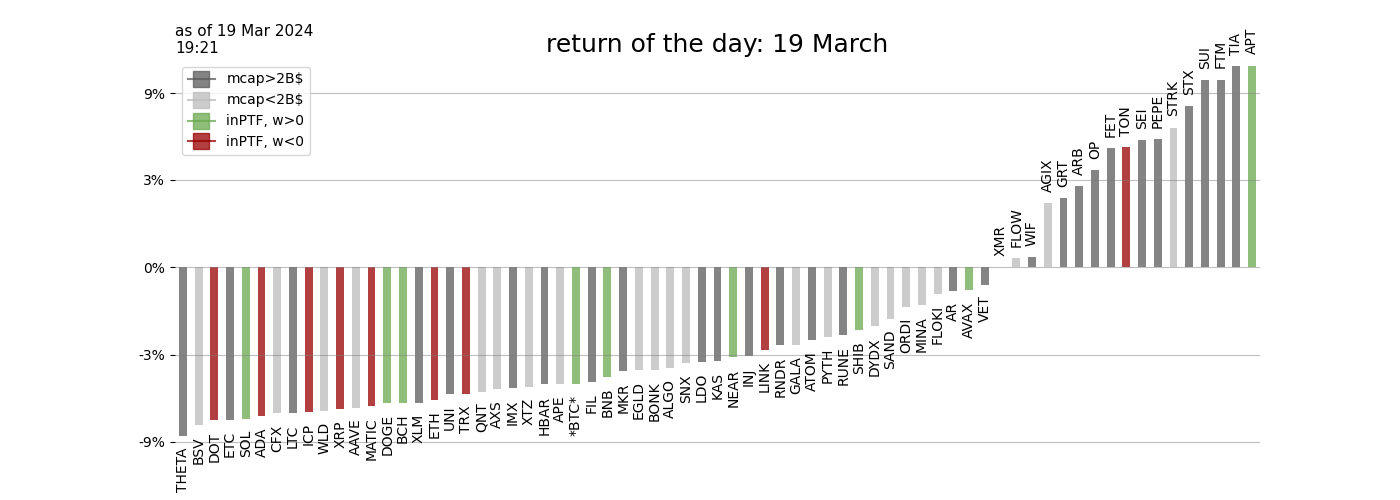 as of 19 Mar 2024
19:21
return of the day: 19 March
mcap>2B$
mcap<2B$
inPTF, w>0
inPTF, w<0
9%
3%
0%
-3%
-9%
THETA
BSV
DOT
ETC
SOL
ADA
CFX
LTC
ICP
WLD
XRP
AAVE
MATIC
DOGE
BCH
XLM
ETH
UNI
TRX
QNT
AXS
IMX
XTZ
HBAR
APE
*BTC*
FIL
BNB
MKR
EGLD
BONK
ALGO
SNX
LDO
KAS
NEAR
INJ
LINK
RNDR
GALA
ATOM
PYTH
RUNE
SHIB
DYDX
SAND
ORDI
MINA
FLOKI
AR
AVAX
VET
XMR
FLOW
WIF
AGIX
GRT
ARB
OP
FET
TON
SEI
PEPE
STRK
STX
SUI
FTM
TIA
APT